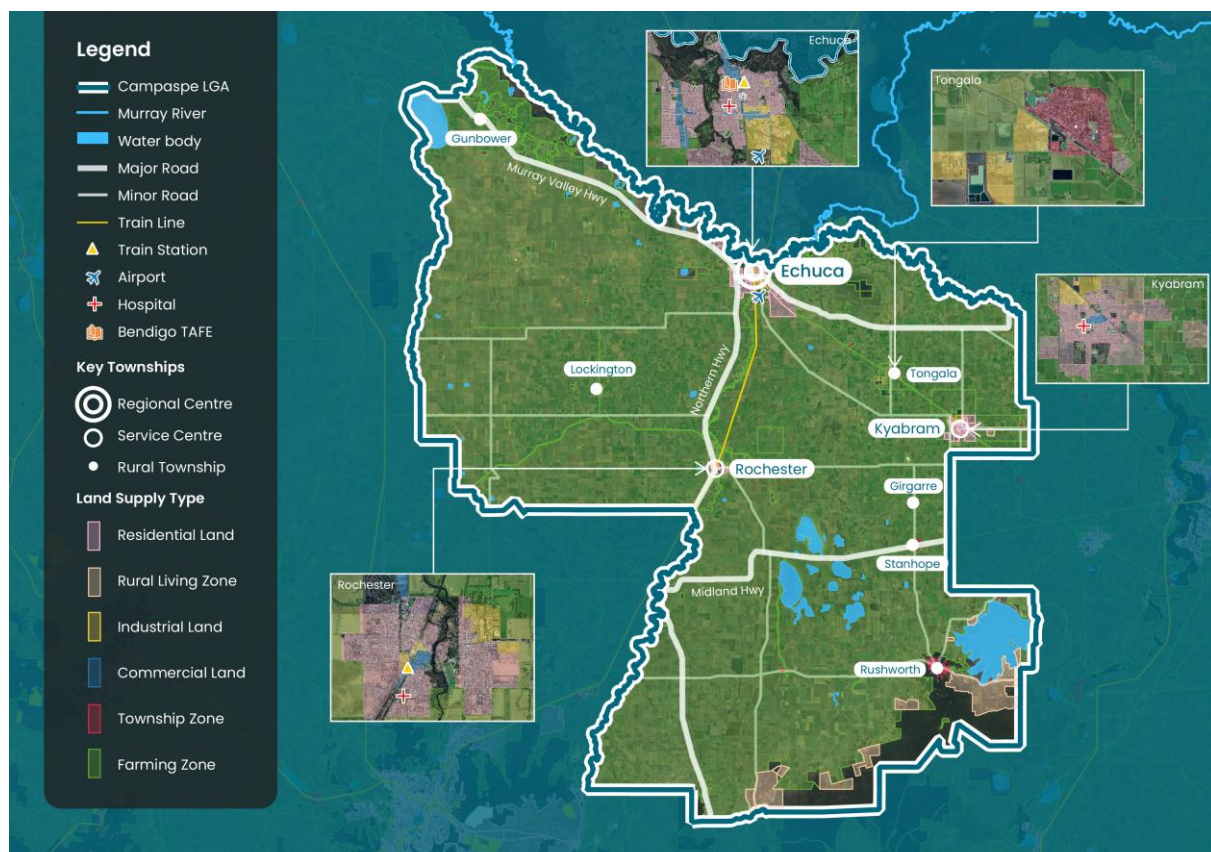 Legend
Campaspe LGA
Murray River
Water body
Major Road
Minor Road
Train Line
Train Station
Airport
Hospital
Bendigo TAFE
Key Townships
Regional Centre
Service Centre
Rural Township
Land Supply Type
Residential Land
Rural Living Zone
Industrial Land
Commercial Land
Township Zone
Farming Zone
Echuca
Tongala
Kyabram
Rochester
Gunbower
Murray Valley Hwy
Echuca
Lockington
Northern Hwy
Tongala
Kyabram
Rochester
Girgarre
Stanhope
Midland Hwy
Rushworth